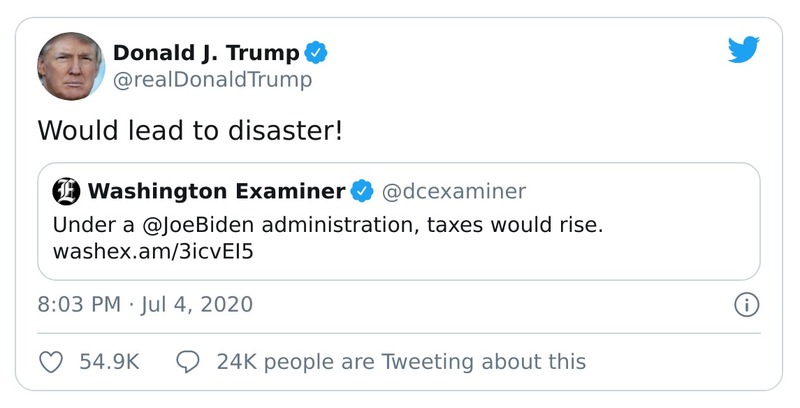 Donald J. Trump
@realDonaldTrump
Would lead to disaster!
Washington Examiner @dcexaminer
Under a @JoeBiden administration, taxes would rise.
washex.am/3icvEI5
8:03 PM · Jul 4, 2020
54.9K 24K people are Tweeting about this